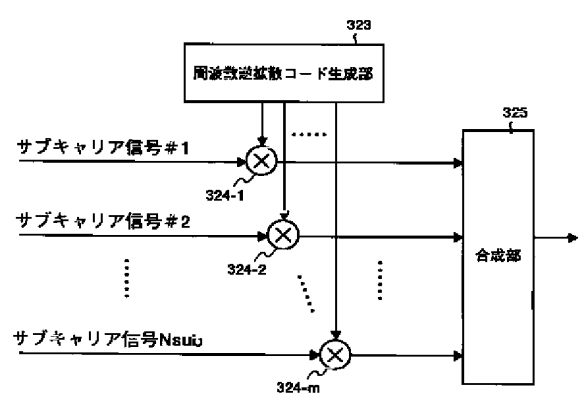 323
周波数逆拡散コード生成部
325
サブキャリア信号#1
324-1
サブキャリア信号#2
324-2
合成部
サブキャリア信号Nsub
324-m